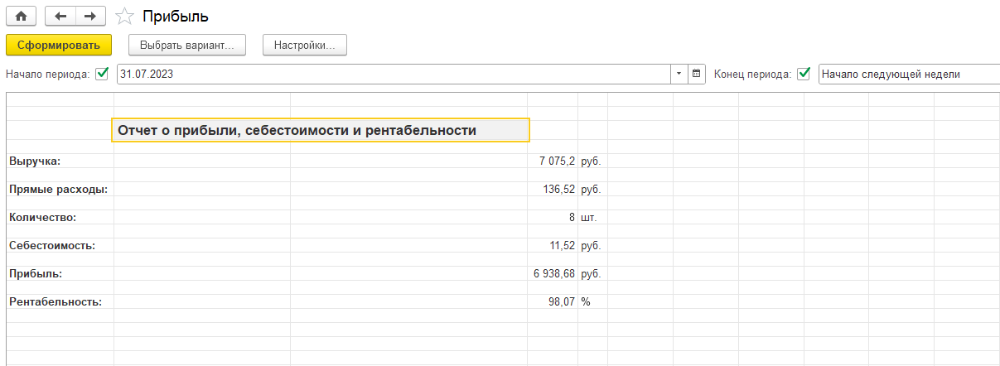 Прибыль
Сформировать Выбрать вариант... Настройки...
Начало периода: 31.07.2023 Конец периода: Начало следующей недели
Отчет о прибыли, себестоимости и рентабельности
Выручка: 7 075,2 руб.
Прямые расходы: 136,52 руб.
Количество: 8 шт.
Себестоимость: 11,52 руб.
Прибыль: 6 938,68 руб.
Рентабельность: 98,07 %